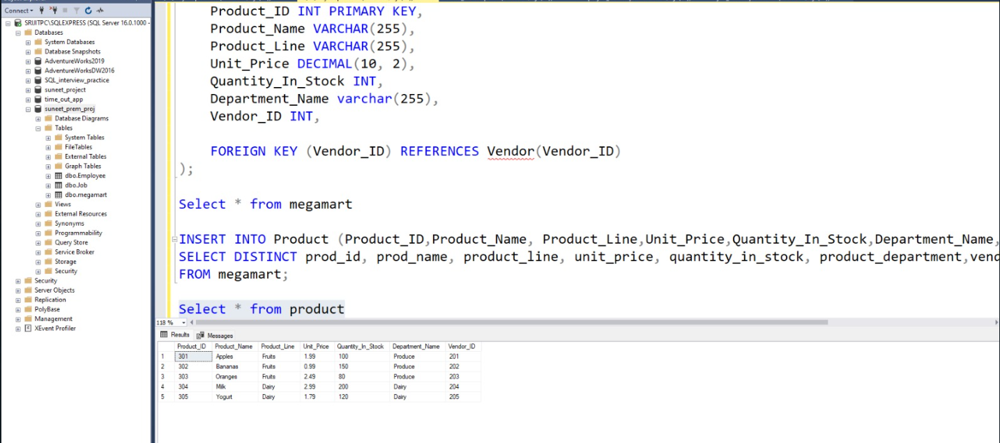 Connect
SRIJITPC\SQLEXPRESS (SQL Server 16.0.1000 -
Databases
System Databases
Database Snapshots
AdventureWorks2019
AdventureWorksDW2016
SQL_interview_practice
suneet_project
time_out_app
suneet_prem_proj
Database Diagrams
Tables
System Tables
FileTables
External Tables
Graph Tables
dbo.Employee
dbo.Job
dbo.megamart
Views
External Resources
Synonyms
Programmability
Query Store
Service Broker
Storage
Security
Security
Server Objects
Replication
PolyBase
Management
XEvent Profiler
Product_ID INT PRIMARY KEY,
Product_Name VARCHAR(255),
Product_Line VARCHAR(255),
Unit_Price DECIMAL(10, 2),
Quantity_In_Stock INT,
Department_Name varchar(255),
Vendor_ID INT,
FOREIGN KEY (Vendor_ID) REFERENCES Vendor(Vendor_ID)
);
Select * from megamart
INSERT INTO Product (Product_ID,Product_Name, Product_Line,Unit_Price,Quantity_In_Stock,Department_Name,
SELECT DISTINCT prod_id, prod_name, product_line, unit_price, quantity_in_stock, product_department,vend
FROM megamart;
Select * from product
118 %
Results Messages
Product_ID Product_Name Product_Line Unit_Price Quantity_In_Stock Department_Name Vendor_ID
1 301 Apples Fruits 1.99 100 Produce 201
2 302 Bananas Fruits 0.99 150 Produce 202
3 303 Oranges Fruits 2.49 80 Produce 203
4 304 Milk Dairy 2.99 200 Dairy 204
5 305 Yogurt Dairy 1.79 120 Dairy 205